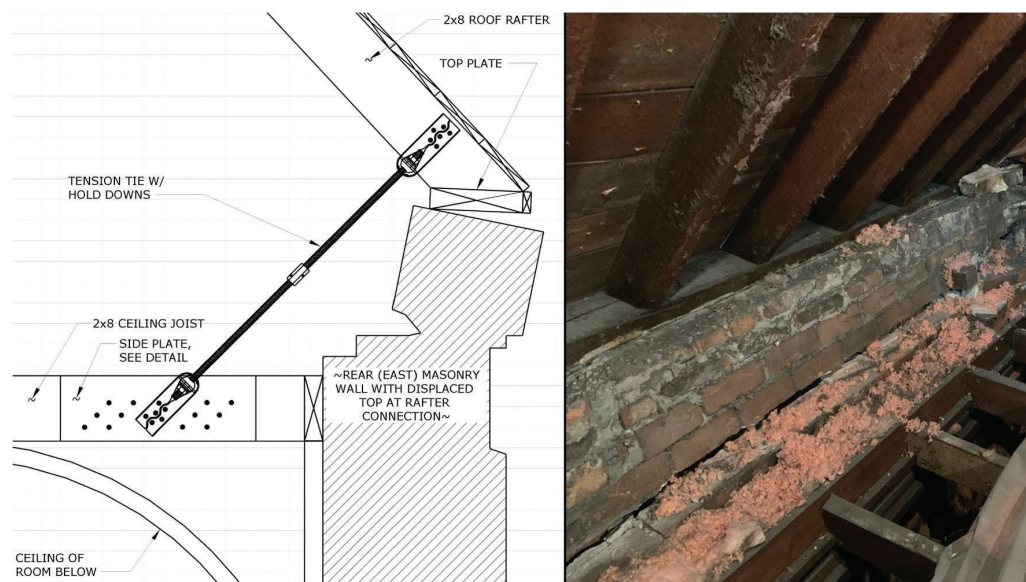 2x8 ROOF RAFTER
TOP PLATE
TENSION TIE W/
HOLD DOWNS
2x8 CEILING JOIST
SIDE PLATE,
SEE DETAIL
~REAR (EAST) MASONRY
WALL WITH DISPLACED
TOP AT RAFTER
CONNECTION~
CEILING OF
ROOM BELOW